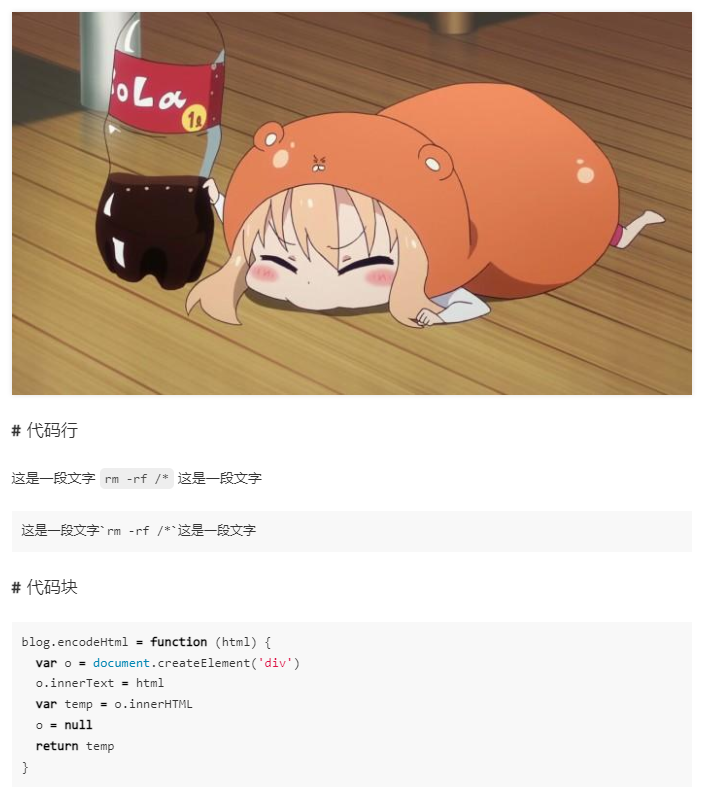 CoLa
1ℓ
# 代码行
这是一段文字 rm -rf /* 这是一段文字
这是一段文字`rm -rf /*`这是一段文字
# 代码块
blog.encodeHtml = function (html) {
  var o = document.createElement('div')
  o.innerText = html
  var temp = o.innerHTML
  o = null
  return temp
}